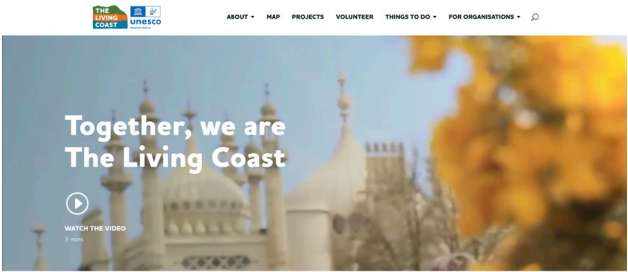 THE
LIVING
COAST
unesco
ABOUT
MAP
PROJECTS
VOLUNTEER
THINGS TO DO
FOR ORGANISATIONS
Together, we are
The Living Coast
WATCH THE VIDEO
3 mins